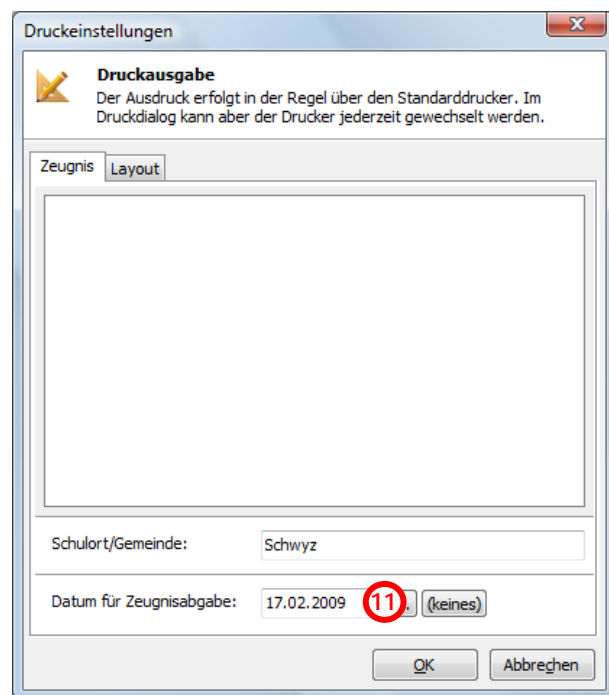 Druckeinstellungen
Druckausgabe
Der Ausdruck erfolgt in der Regel über den Standarddrucker. Im
Druckdialog kann aber der Drucker jederzeit gewechselt werden.
Zeugnis Layout
Schulort/Gemeinde: Schwyz
Datum für Zeugnisabgabe: 17.02.2009 11 . (keines)
OK Abbrechen